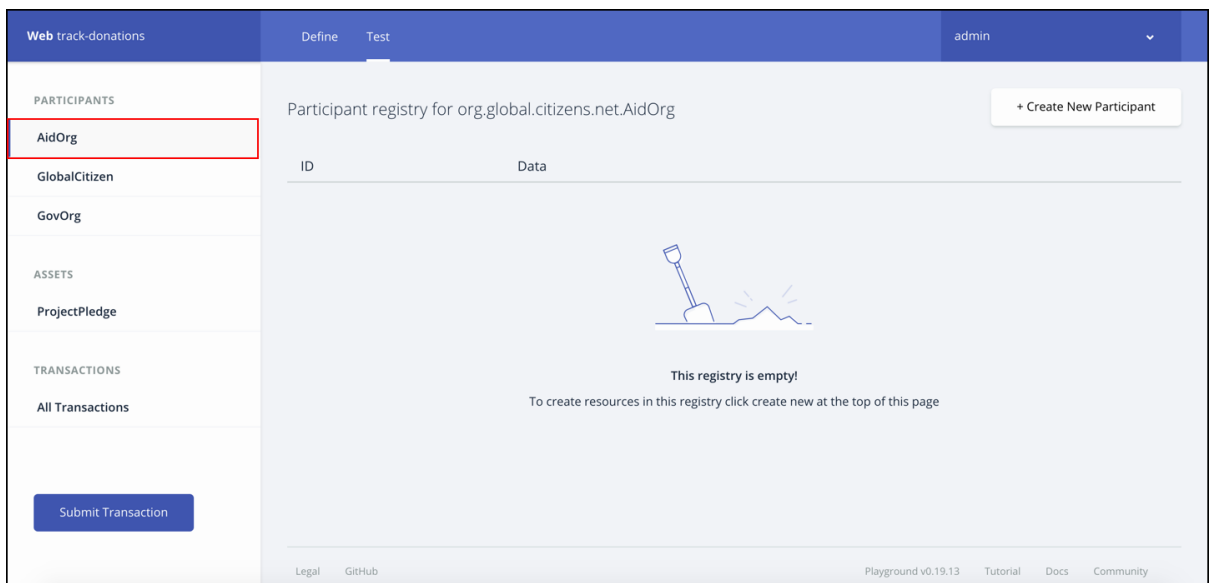 Web track-donations
Define
Test
admin
PARTICIPANTS
AidOrg
GlobalCitizen
GovOrg
ASSETS
ProjectPledge
TRANSACTIONS
All Transactions
Submit Transaction
Participant registry for org.global.citizens.net.AidOrg
+ Create New Participant
ID Data
This registry is empty!
To create resources in this registry click create new at the top of this page
Legal GitHub
Playground v0.19.13 Tutorial Docs Community